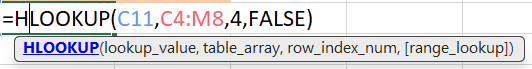 =HLOOKUP(C11,C4:M8,4,FALSE)
HLOOKUP(lookup_value, table_array, row_index_num, [range_lookup])